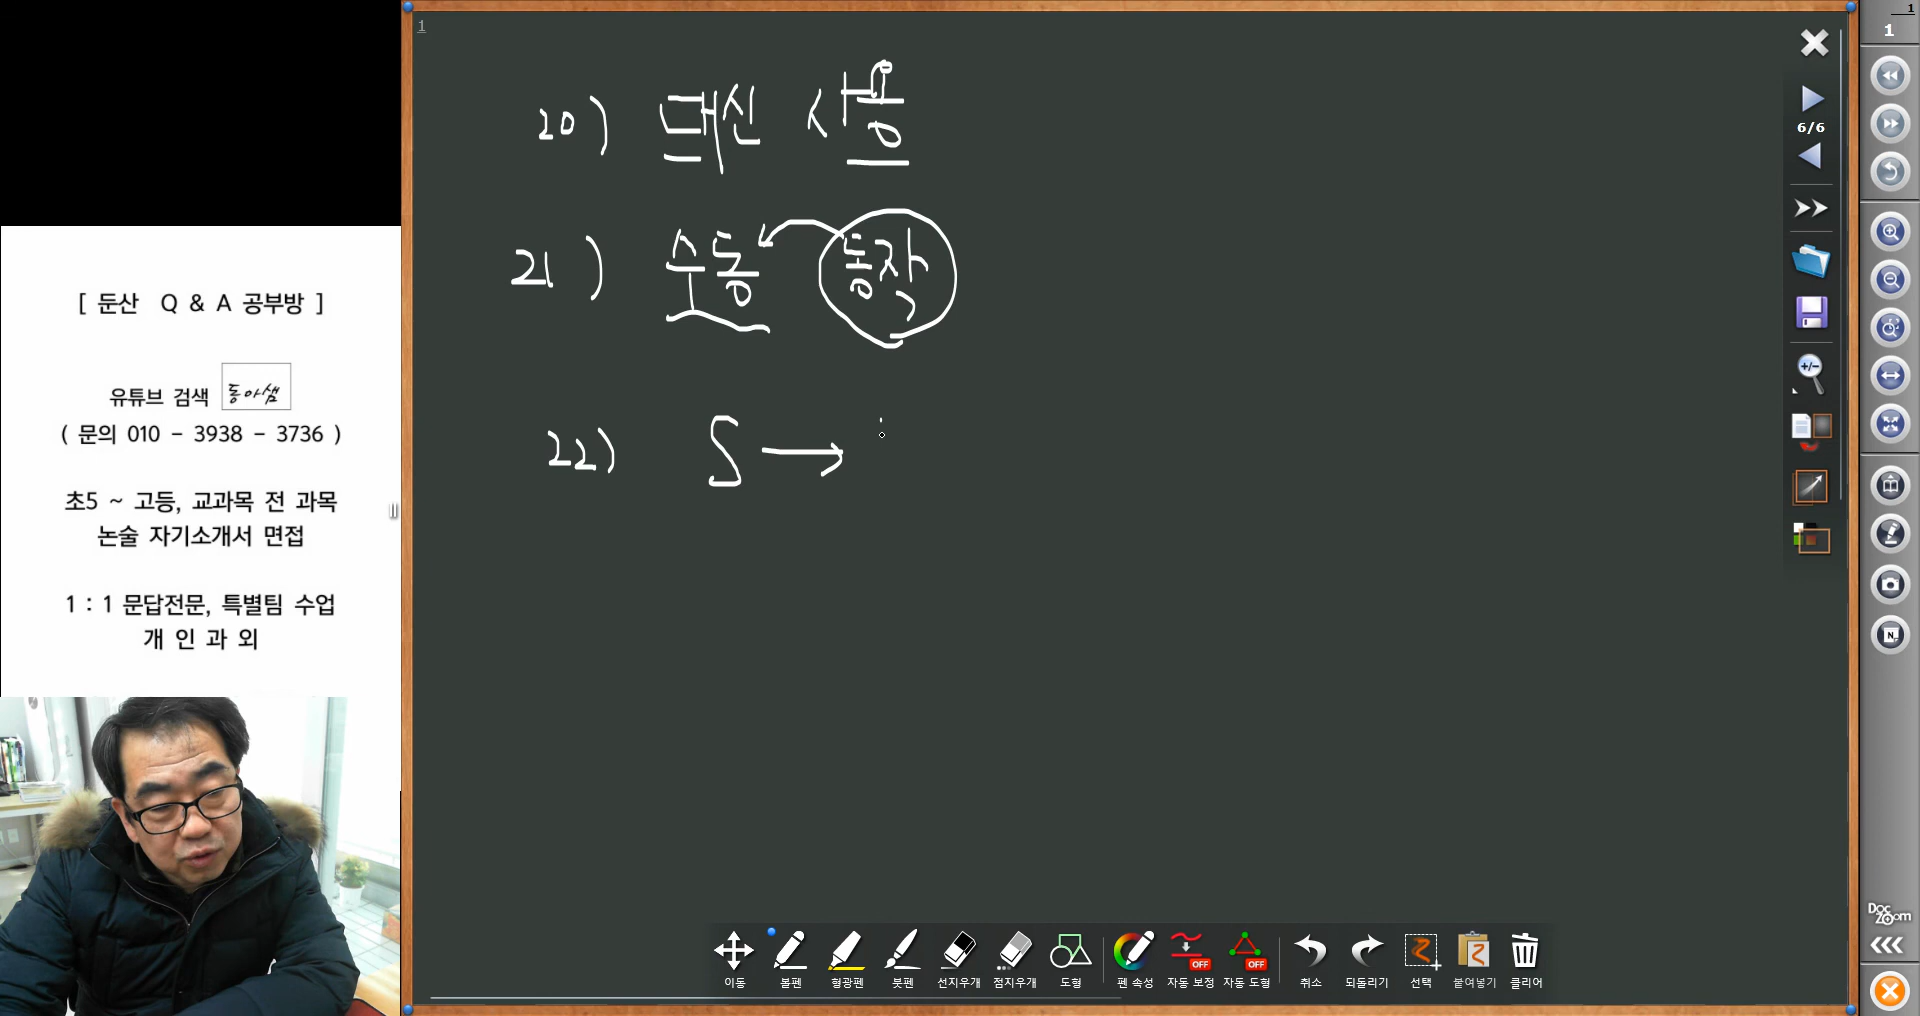 [ 둔산 Q & A 공부방 ]
유튜브 검색 동아샘
( 문의 010 - 3938 - 3736 )
초5 ~ 고등, 교과목 전 과목
논술 자기소개서 면접
1 : 1 문답전문, 특별팀 수업
개 인 과 외
1
20) 대신 사용
21) 수동 동작
22) S →
1
1
6/6
+/-
N
Doc Zoom
이동
볼펜
형광펜
붓펜
선지우개
점지우개
도형
펜 속성
OFF
자동 보정
OFF
자동 도형
취소
되돌리기
선택
붙여넣기
클리어